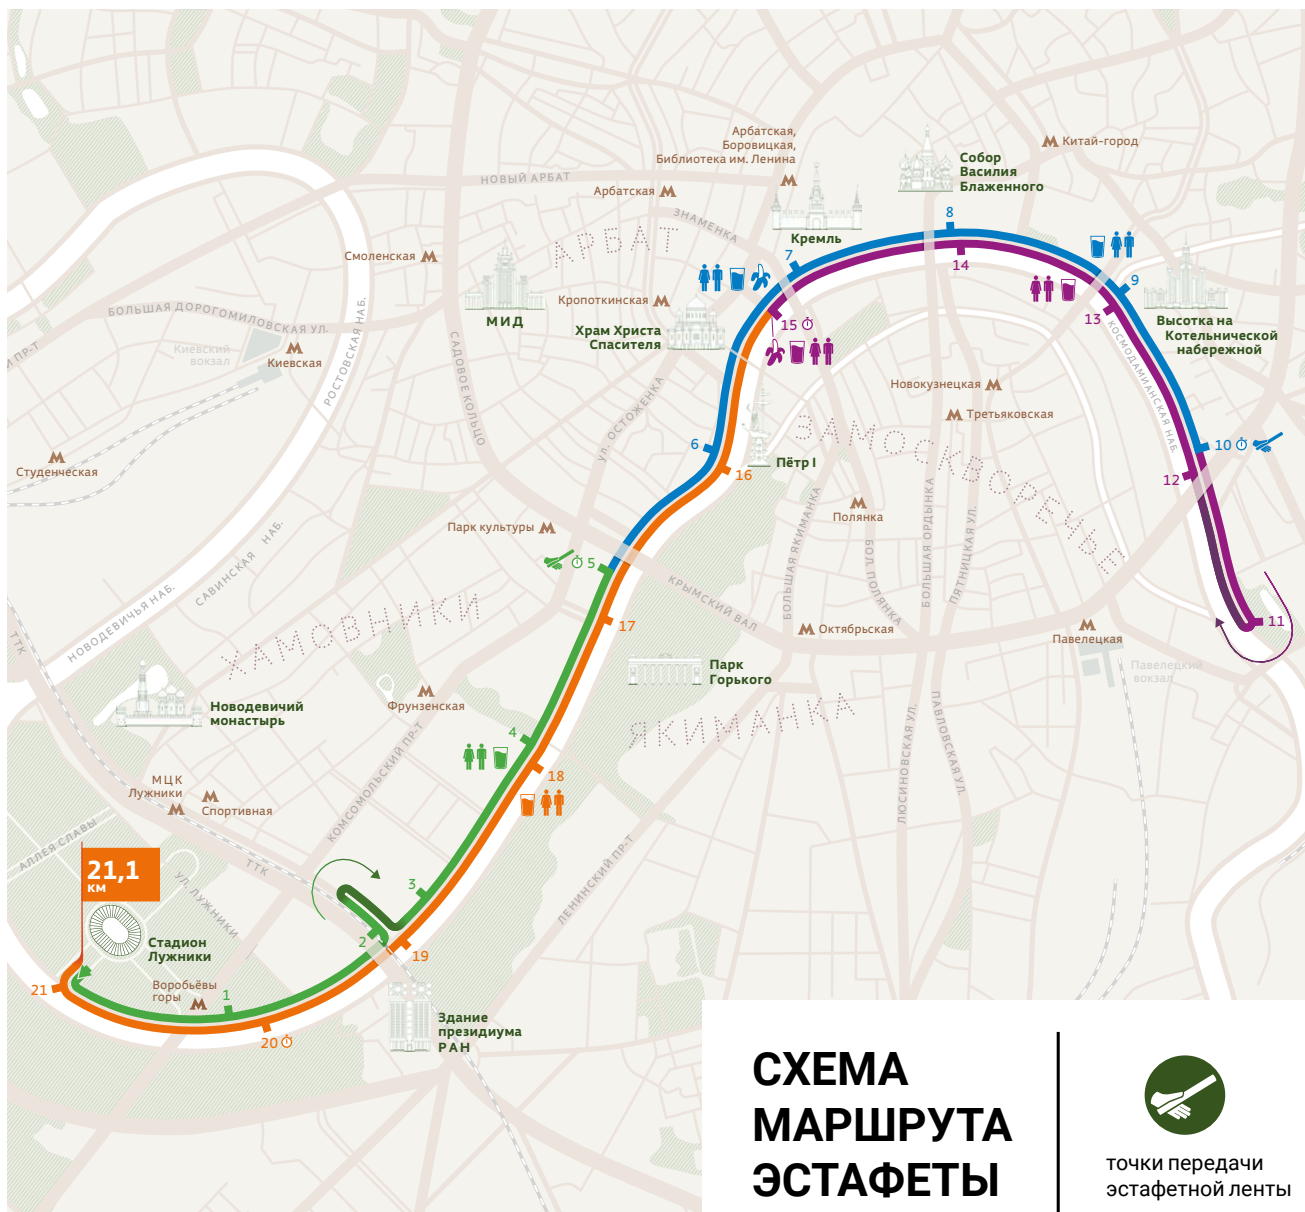 Арбатская,
Боровицкая,
Библиотека им. Ленина
Китай-город
Собор
Василия
Блаженного
НОВЫЙ АРБАТ
Арбатская
ЗНАМЕНКА
АРБАТ
Кремль
8
7
14
9
Смоленская
МИД
Кропоткинская
Храм Христа
Спасителя
15
13
Высотка на
Котельнической
набережной
БОЛЬШАЯ ДОРОГОМИЛОВСКАЯ УЛ.
Киевский
вокзал
Киевская
РОСТОВСКАЯ НАБ.
САДОВОЕ КОЛЬЦО
КОСМОДАМИАНСКАЯ НАБ.
Новокузнецкая
Третьяковская
УЛ. ОСТОЖЕНКА
ЗАМОСКВОРЕЧЬЕ
6
16
Пётр I
10
12
Студенческая
Полянка
Парк культуры
5
БОЛЬШАЯ ЯКИМАНКА
БОЛ. ПОЛЯНКА
БОЛЬШАЯ ОРДЫНКА
ПЯТНИЦКАЯ УЛ.
САВИНСКАЯ НАБ.
НОВОДЕВИЧЬЯ НАБ.
ТТК
ХАМОВНИКИ
КРЫМСКИЙ ВАЛ
17
Октябрьская
Павелецкая
11
Павелецкий
вокзал
Парк
Горького
Новодевичий
монастырь
Фрунзенская
ЯКИМАНКА
4
18
МЦК
Лужники
Спортивная
КОМСОМОЛЬСКИЙ ПР-Т
ЛЮСИНОВСКАЯ УЛ.
ПАВЛОВСКАЯ УЛ.
АЛЛЕЯ СЛАВЫ
ТТК
21,1
км
УЛ. ЛУЖНИКИ
3
ЛЕНИНСКИЙ ПР-Т
Стадион
Лужники
2
19
21
Воробьёвы
горы
1
20
Здание
президиума
РАН
СХЕМА
МАРШРУТА
ЭСТАФЕТЫ
точки передачи
эстафетной ленты